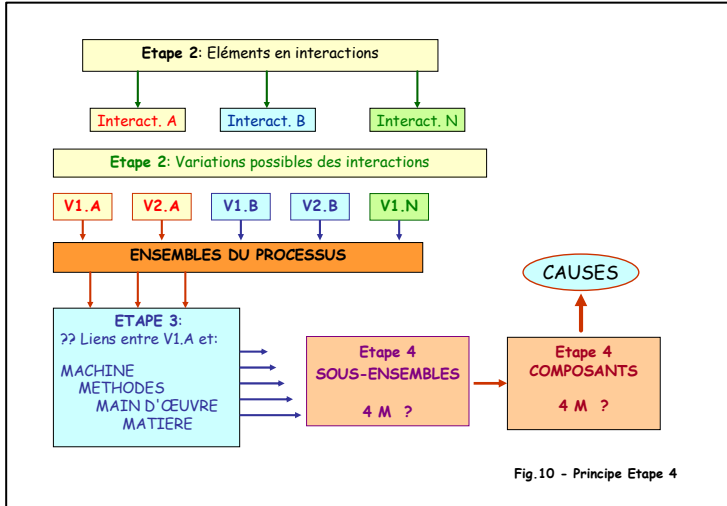 Etape 2: Eléments en interactions
Interact. A
Interact. B
Interact. N
Etape 2: Variations possibles des interactions
V1.A
V2.A
V1.B
V2.B
V1.N
ENSEMBLES DU PROCESSUS
CAUSES
ETAPE 3:
?? Liens entre V1.A et:
MACHINE
METHODES
MAIN D'ŒUVRE
MATIERE
Etape 4
SOUS-ENSEMBLES
4 M ?
Etape 4
COMPOSANTS
4 M ?
Fig.10 - Principe Etape 4